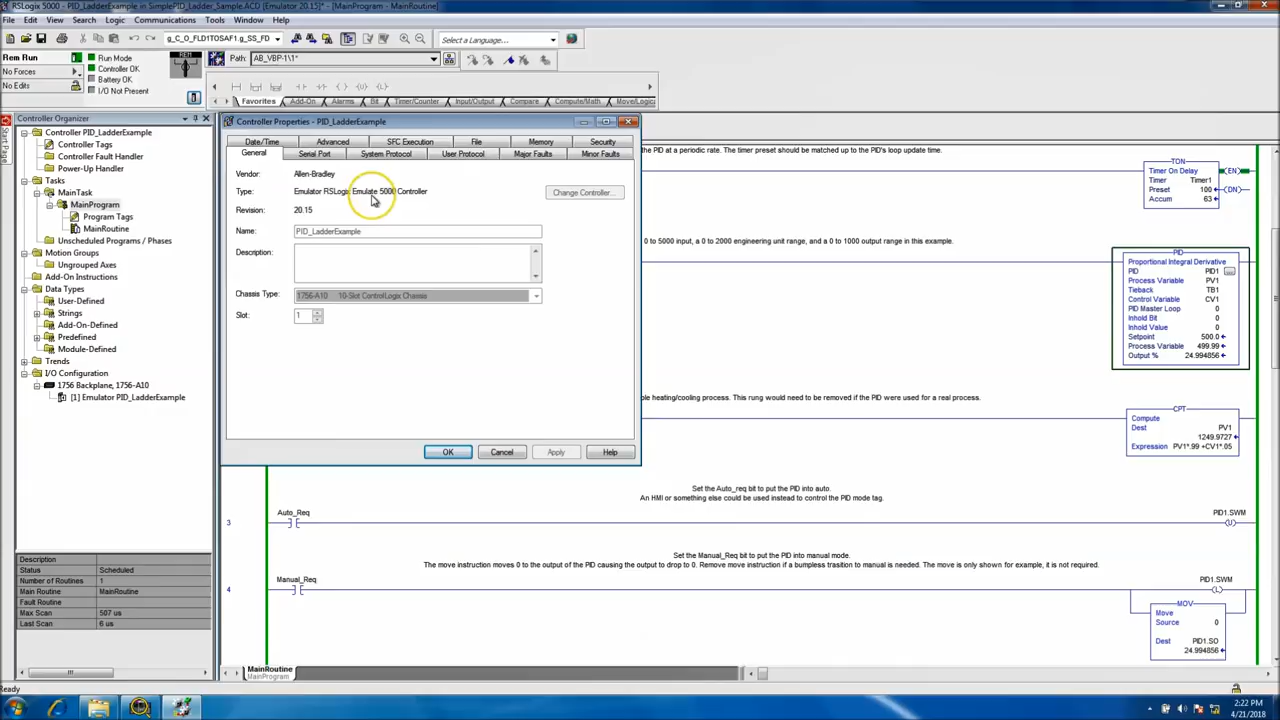 RSLogix 5000 - PID_LadderExample in SimplePID_Ladder_Sample.ACD [Emulator 20.15]* - [MainProgram - MainRoutine]
File Edit View Search Logic Communications Tools Window Help
g_C_O_FLD1TOSAF1.g_SS_FD
Select a Language...
Rem Run
No Forces
No Edits
Run Mode
Controller OK
Battery OK
I/O Not Present
REM
Path: AB_VBP-1\1*
Favorites Add-On Alarms Bit Timer/Counter Input/Output Compare Compute/Math Move/Logical
Start Page
Controller Organizer
Controller PID_LadderExample
Controller Tags
Controller Fault Handler
Power-Up Handler
Tasks
MainTask
MainProgram
Program Tags
MainRoutine
Unscheduled Programs / Phases
Motion Groups
Ungrouped Axes
Add-On Instructions
Data Types
User-Defined
Strings
Add-On-Defined
Predefined
Module-Defined
Trends
I/O Configuration
1756 Backplane, 1756-A10
[1] Emulator PID_LadderExample
Description
Status Scheduled
Number of Routines 1
Main Routine MainRoutine
Fault Routine
Max Scan 507 us
Last Scan 6 us
Controller Properties - PID_LadderExample
Date/Time Advanced SFC Execution File Memory Security
General Serial Port System Protocol User Protocol Major Faults Minor Faults
Vendor: Allen-Bradley
Type: Emulator RSLogix Emulate 5000 Controller
Change Controller...
Revision: 20.15
Name: PID_LadderExample
Description:
Chassis Type: 1756-A10 10-Slot ControlLogix Chassis
Slot: 1
OK Cancel Apply Help
the PID at a periodic rate. The timer preset should be matched up to the PID's loop update time.
TON
Timer On Delay
Timer Timer1
Preset 100
Accum 63
EN
DN
0 to 5000 input, a 0 to 2000 engineering unit range, and a 0 to 1000 output range in this example.
PID
Proportional Integral Derivative
PID PID1 ...
Process Variable PV1
Tieback TB1
Control Variable CV1
PID Master Loop 0
Inhold Bit 0
Inhold Value 0
Setpoint 500.0
Process Variable 499.99
Output % 24.994856
ple heating/cooling process. This rung would need to be removed if the PID were used for a real process.
CPT
Compute
Dest PV1
1249.9727
Expression PV1*.99 +CV1*.05
Set the Auto_req bit to put the PID into auto.
An HMI or something else could be used instead to control the PID mode tag.
Auto_Req
PID1.SWM
3
U
Set the Manual_Req bit to put the PID into manual mode.
The move instruction moves 0 to the output of the PID causing the output to drop to 0. Remove move instruction if a bumpless trasition to manual is needed. The move is only shown for example, it is not required.
Manual_Req
PID1.SWM
4
L
MOV
Move
Source 0
Dest PID1.SO
24.994856
MainRoutine
MainProgram
Ready
2:22 PM
4/21/2018